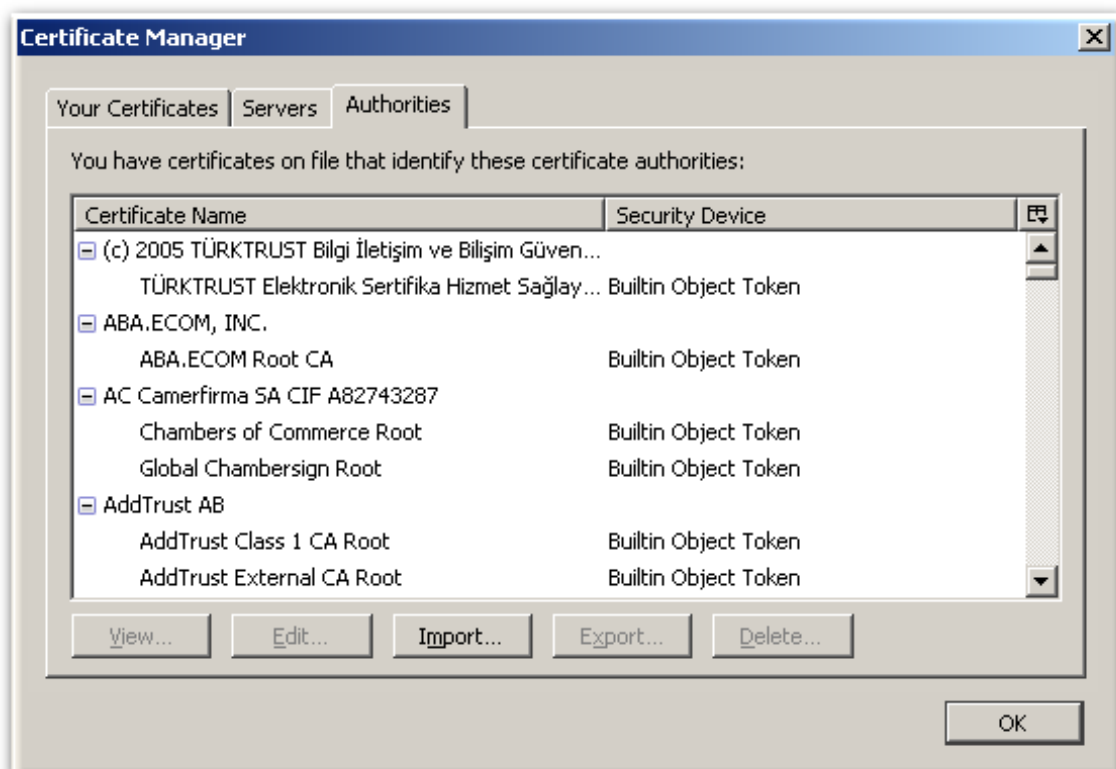 Certificate Manager
Your Certificates Servers Authorities
You have certificates on file that identify these certificate authorities:
Certificate Name Security Device
(c) 2005 TÜRKTRUST Bilgi İletişim ve Bilişim Güven...
TÜRKTRUST Elektronik Sertifika Hizmet Sağlay... Builtin Object Token
ABA.ECOM, INC.
ABA.ECOM Root CA Builtin Object Token
AC Camerfirma SA CIF A82743287
Chambers of Commerce Root Builtin Object Token
Global Chambersign Root Builtin Object Token
AddTrust AB
AddTrust Class 1 CA Root Builtin Object Token
AddTrust External CA Root Builtin Object Token
View... Edit... Import... Export... Delete...
OK